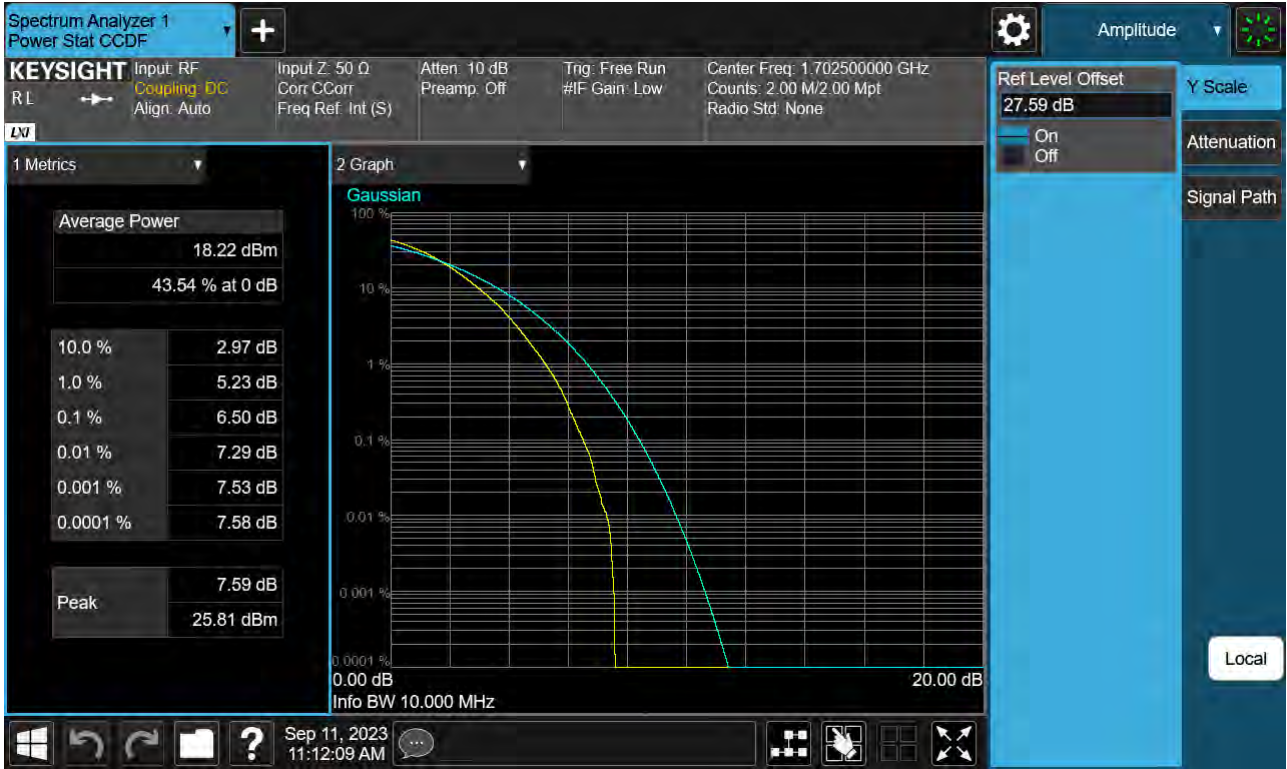 Spectrum Analyzer 1
Power Stat CCDF
Amplitude
KEYSIGHT
R L
LXI
Input: RF
Coupling: DC
Align: Auto
Input Z: 50 Ω
Corr CCorr
Freq Ref: Int (S)
Atten: 10 dB
Preamp: Off
Trig: Free Run
#IF Gain: Low
Center Freq: 1.702500000 GHz
Counts: 2.00 M/2.00 Mpt
Radio Std: None
Ref Level Offset
27.59 dB
On
Off
Y Scale
Attenuation
Signal Path
Local
1 Metrics
Average Power
18.22 dBm
43.54 % at 0 dB
10.0 % 2.97 dB
1.0 % 5.23 dB
0.1 % 6.50 dB
0.01 % 7.29 dB
0.001 % 7.53 dB
0.0001 % 7.58 dB
Peak
7.59 dB
25.81 dBm
2 Graph
Gaussian
100 %
10 %
1 %
0.1 %
0.01 %
0.001 %
0.0001 %
0.00 dB 20.00 dB
Info BW 10.000 MHz
?
Sep 11, 2023
11:12:09 AM